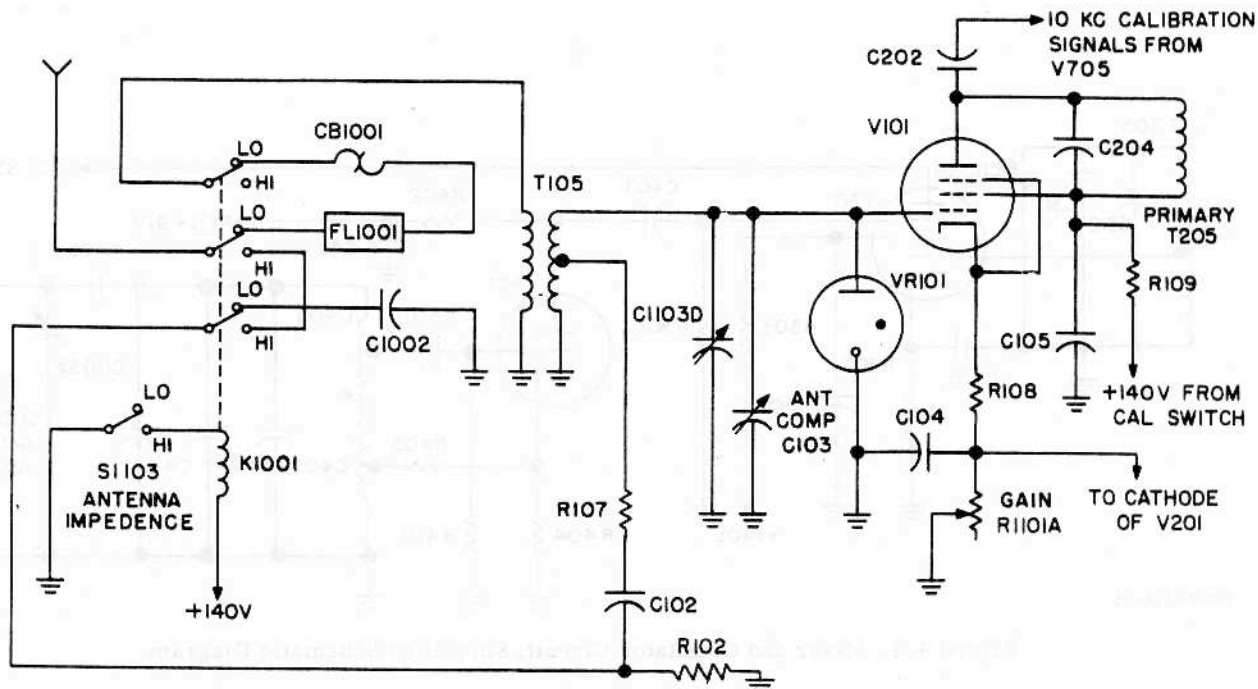 10 KC CALIBRATION
SIGNALS FROM
V705
C202
V101
C204
PRIMARY
T205
LO
CB1001
HI
T105
LO
FL1001
HI
LO
C1002
HI
C1103D
VR101
R109
C105
ANT
COMP
C103
R108
+140V FROM
CAL SWITCH
C104
LO
HI
K1001
S1103
ANTENNA
IMPEDENCE
R107
GAIN
R1101A
TO CATHODE
OF V201
+140V
C102
R102